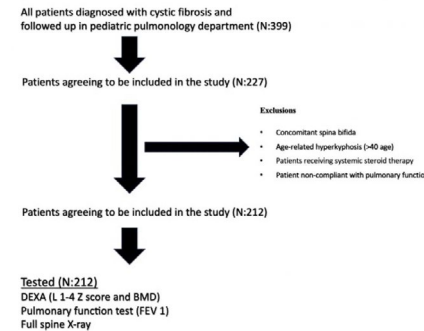 All patients diagnosed with cystic fibrosis and
followed up in pediatric pulmonology department (N:399)
Patients agreeing to be included in the study (N:227)
Exclusions
• Concomitant spina bifida
• Age-related hyperkyphosis (>40 age)
• Patients receiving systemic steroid therapy
• Patient non-compliant with pulmonary functio
Patients agreeing to be included in the study (N:212)
Tested (N:212)
DEXA (L 1-4 Z score and BMD)
Pulmonary function test (FEV 1)
Full spine X-ray